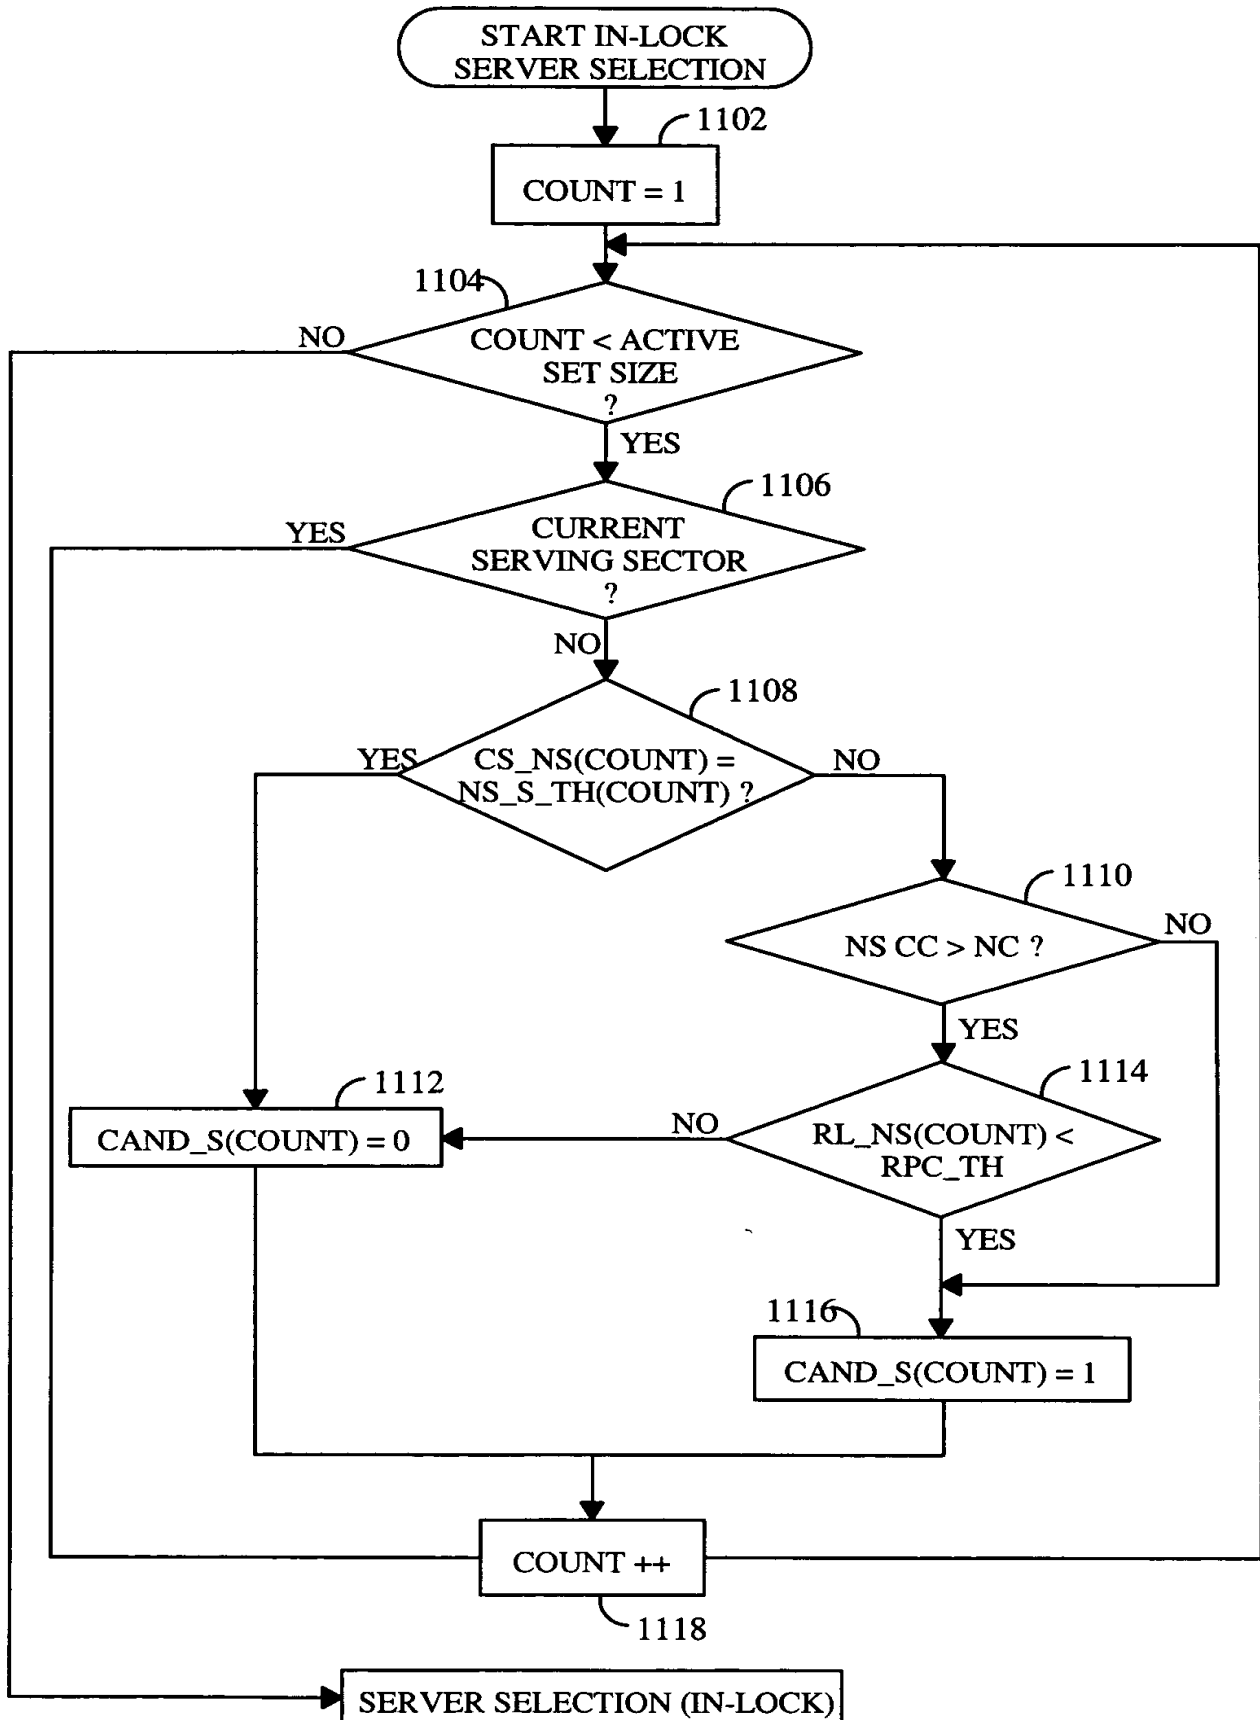 START IN-LOCK
SERVER SELECTION
1102
COUNT = 1
1104
NO
COUNT < ACTIVE
SET SIZE
?
YES
1106
YES
CURRENT
SERVING SECTOR
?
NO
1108
YES
CS_NS(COUNT) =
NS_S_TH(COUNT) ?
NO
1110
NS CC > NC ?
NO
YES
1112
CAND_S(COUNT) = 0
1114
NO
RL_NS(COUNT) <
RPC_TH
YES
1116
CAND_S(COUNT) = 1
COUNT ++
1118
SERVER SELECTION (IN-LOCK)